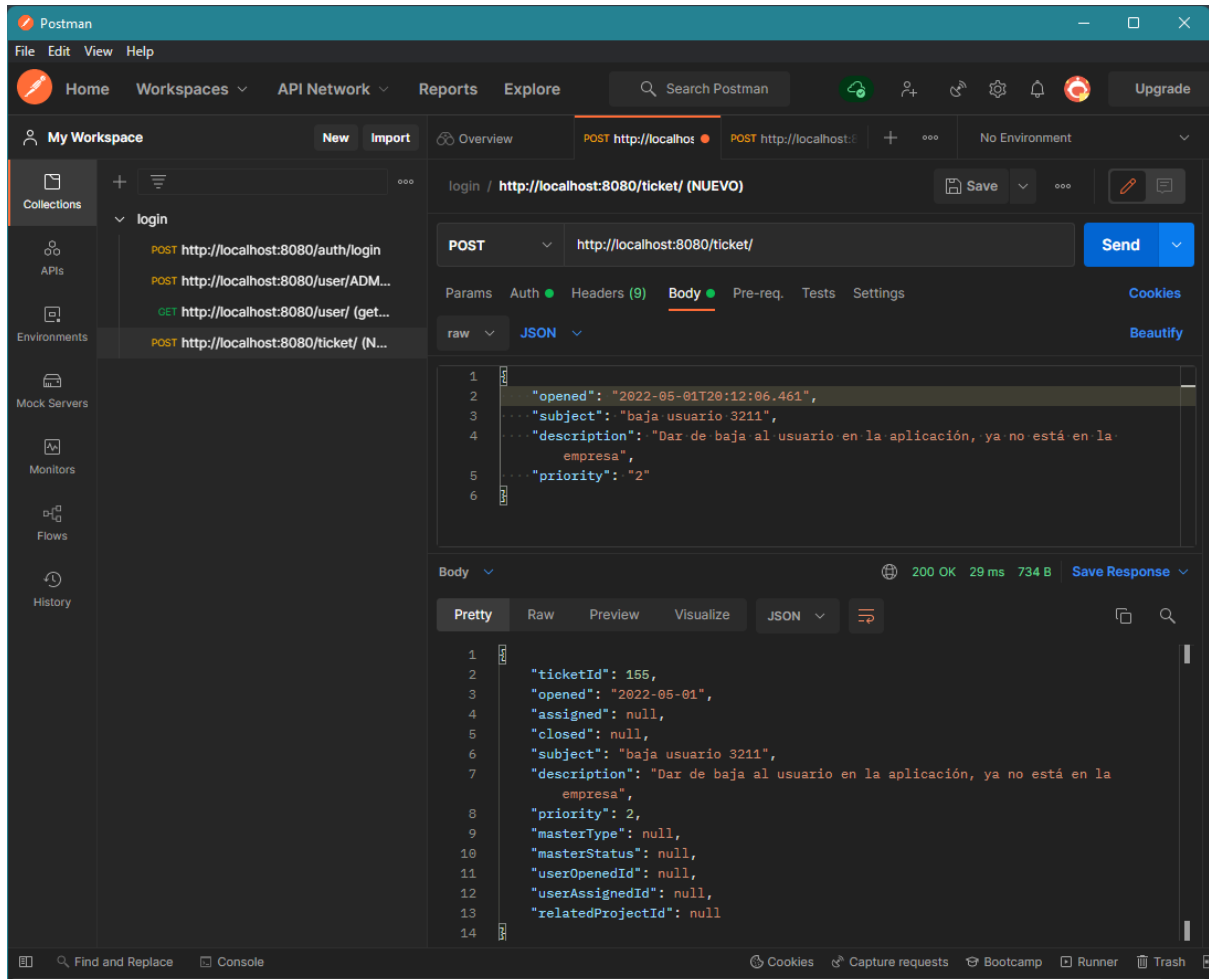 Postman
File Edit View Help
Home Workspaces API Network Reports Explore Search Postman Upgrade
My Workspace New Import Overview POST http://localhos POST http://localhost:8 No Environment
Collections
APIs
Environments
Mock Servers
Monitors
Flows
History
login
POST http://localhost:8080/auth/login
POST http://localhost:8080/user/ADM...
GET http://localhost:8080/user/ (get...
POST http://localhost:8080/ticket/ (N...
login / http://localhost:8080/ticket/ (NUEVO) Save
POST http://localhost:8080/ticket/ Send
Params Auth Headers (9) Body Pre-req. Tests Settings Cookies
raw JSON Beautify
1 {
2 "opened": "2022-05-01T20:12:06.461",
3 "subject": "baja usuario 3211",
4 "description": "Dar de baja al usuario en la aplicación, ya no está en la
empresa",
5 "priority": "2"
6 }
Body 200 OK 29 ms 734 B Save Response
Pretty Raw Preview Visualize JSON
1 {
2 "ticketId": 155,
3 "opened": "2022-05-01",
4 "assigned": null,
5 "closed": null,
6 "subject": "baja usuario 3211",
7 "description": "Dar de baja al usuario en la aplicación, ya no está en la
empresa",
8 "priority": 2,
9 "masterType": null,
10 "masterStatus": null,
11 "userOpenedId": null,
12 "userAssignedId": null,
13 "relatedProjectId": null
14 }
Find and Replace Console Cookies Capture requests Bootcamp Runner Trash